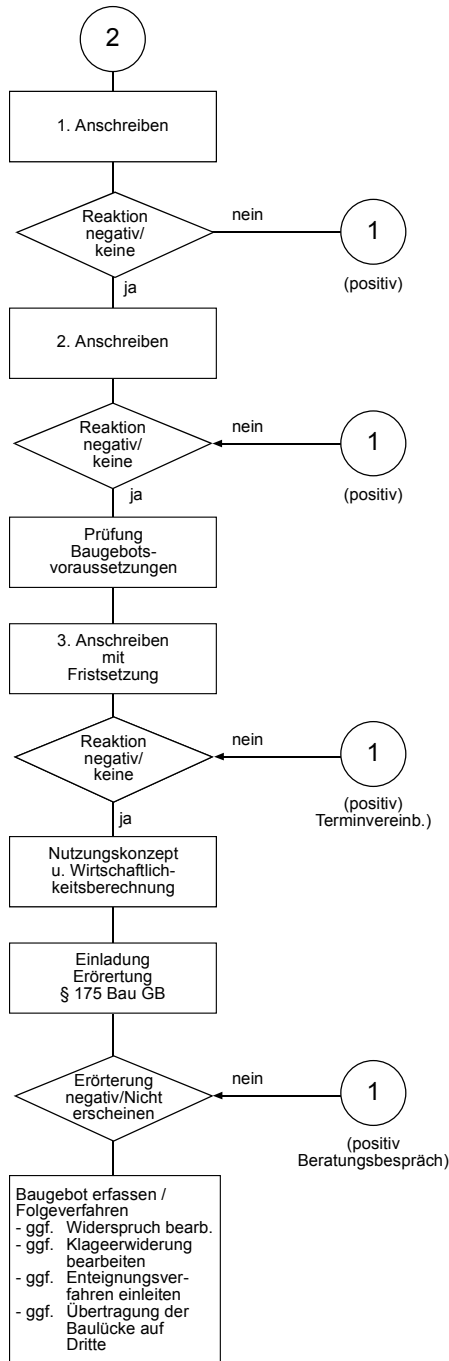 2
1. Anschreiben
Reaktion
negativ/
keine
nein
1
(positiv)
ja
2. Anschreiben
Reaktion
negativ/
keine
nein
1
(positiv)
ja
Prüfung
Baugebots-
voraussetzungen
3. Anschreiben
mit
Fristsetzung
Reaktion
negativ/
keine
nein
1
(positiv)
Terminvereinb.)
ja
Nutzungskonzept
u. Wirtschaftlich-
keitsberechnung
Einladung
Erörertung
§ 175 Bau GB
Erörterung
negativ/Nicht
erscheinen
nein
1
(positiv
Beratungsbespräch)
Baugebot erfassen /
Folgeverfahren
- ggf. Widerspruch bearb.
- ggf. Klageerwiderung
bearbeiten
- ggf. Enteignungsver-
fahren einleiten
- ggf. Übertragung der
Baulücke auf
Dritte